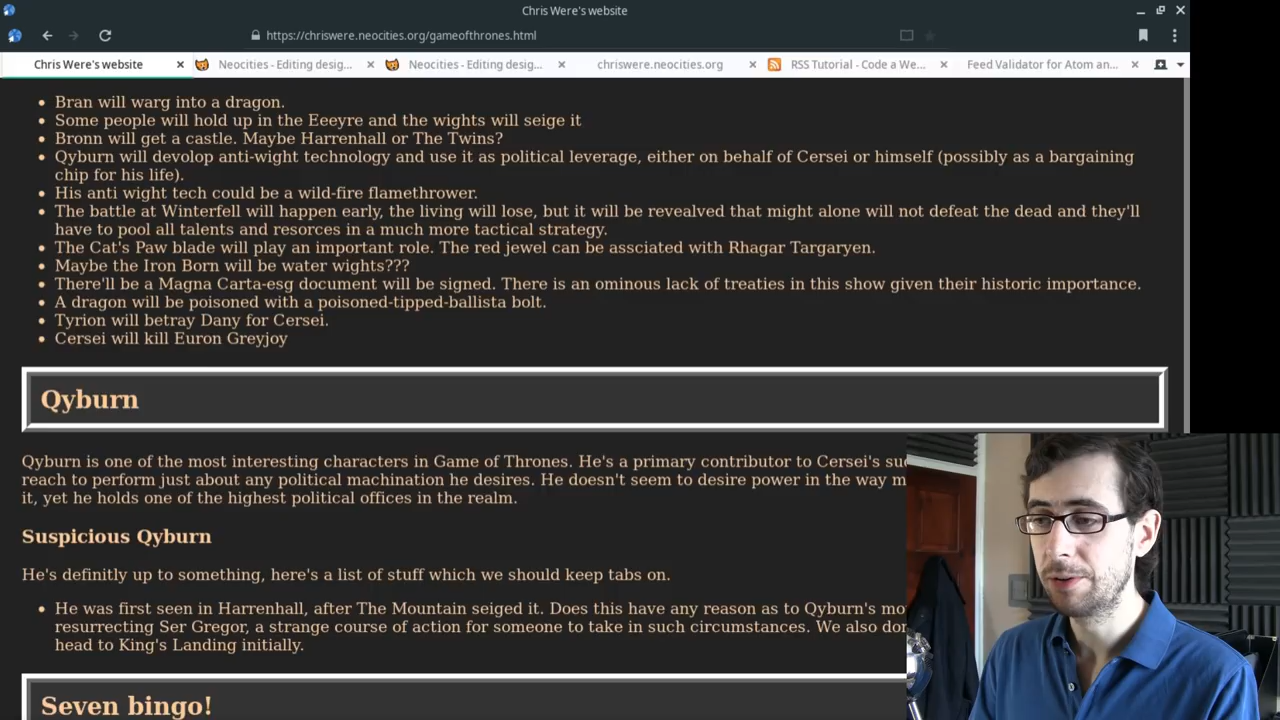 Chris Were's website
https://chriswere.neocities.org/gameofthrones.html
Chris Were's website
Neocities - Editing desig...
Neocities - Editing desig...
chriswere.neocities.org
RSS Tutorial - Code a We...
Feed Validator for Atom an...
Bran will warg into a dragon.
Some people will hold up in the Eeeyre and the wights will seige it
Bronn will get a castle. Maybe Harrenhall or The Twins?
Qyburn will devolop anti-wight technology and use it as political leverage, either on behalf of Cersei or himself (possibly as a bargaining
chip for his life).
His anti wight tech could be a wild-fire flamethrower.
The battle at Winterfell will happen early, the living will lose, but it will be revealved that might alone will not defeat the dead and they'll
have to pool all talents and resorces in a much more tactical strategy.
The Cat's Paw blade will play an important role. The red jewel can be assciated with Rhagar Targaryen.
Maybe the Iron Born will be water wights???
There'll be a Magna Carta-esg document will be signed. There is an ominous lack of treaties in this show given their historic importance.
A dragon will be poisoned with a poisoned-tipped-ballista bolt.
Tyrion will betray Dany for Cersei.
Cersei will kill Euron Greyjoy
Qyburn
Qyburn is one of the most interesting characters in Game of Thrones. He's a primary contributor to Cersei's
reach to perform just about any political machination he desires. He doesn't seem to desire power in the way
it, yet he holds one of the highest political offices in the realm.
Suspicious Qyburn
He's definitly up to something, here's a list of stuff which we should keep tabs on.
He was first seen in Harrenhall, after The Mountain seiged it. Does this have any reason as to Qyburn's
resurrecting Ser Gregor, a strange course of action for someone to take in such circumstances. We also
head to King's Landing initially.
Seven bingo!